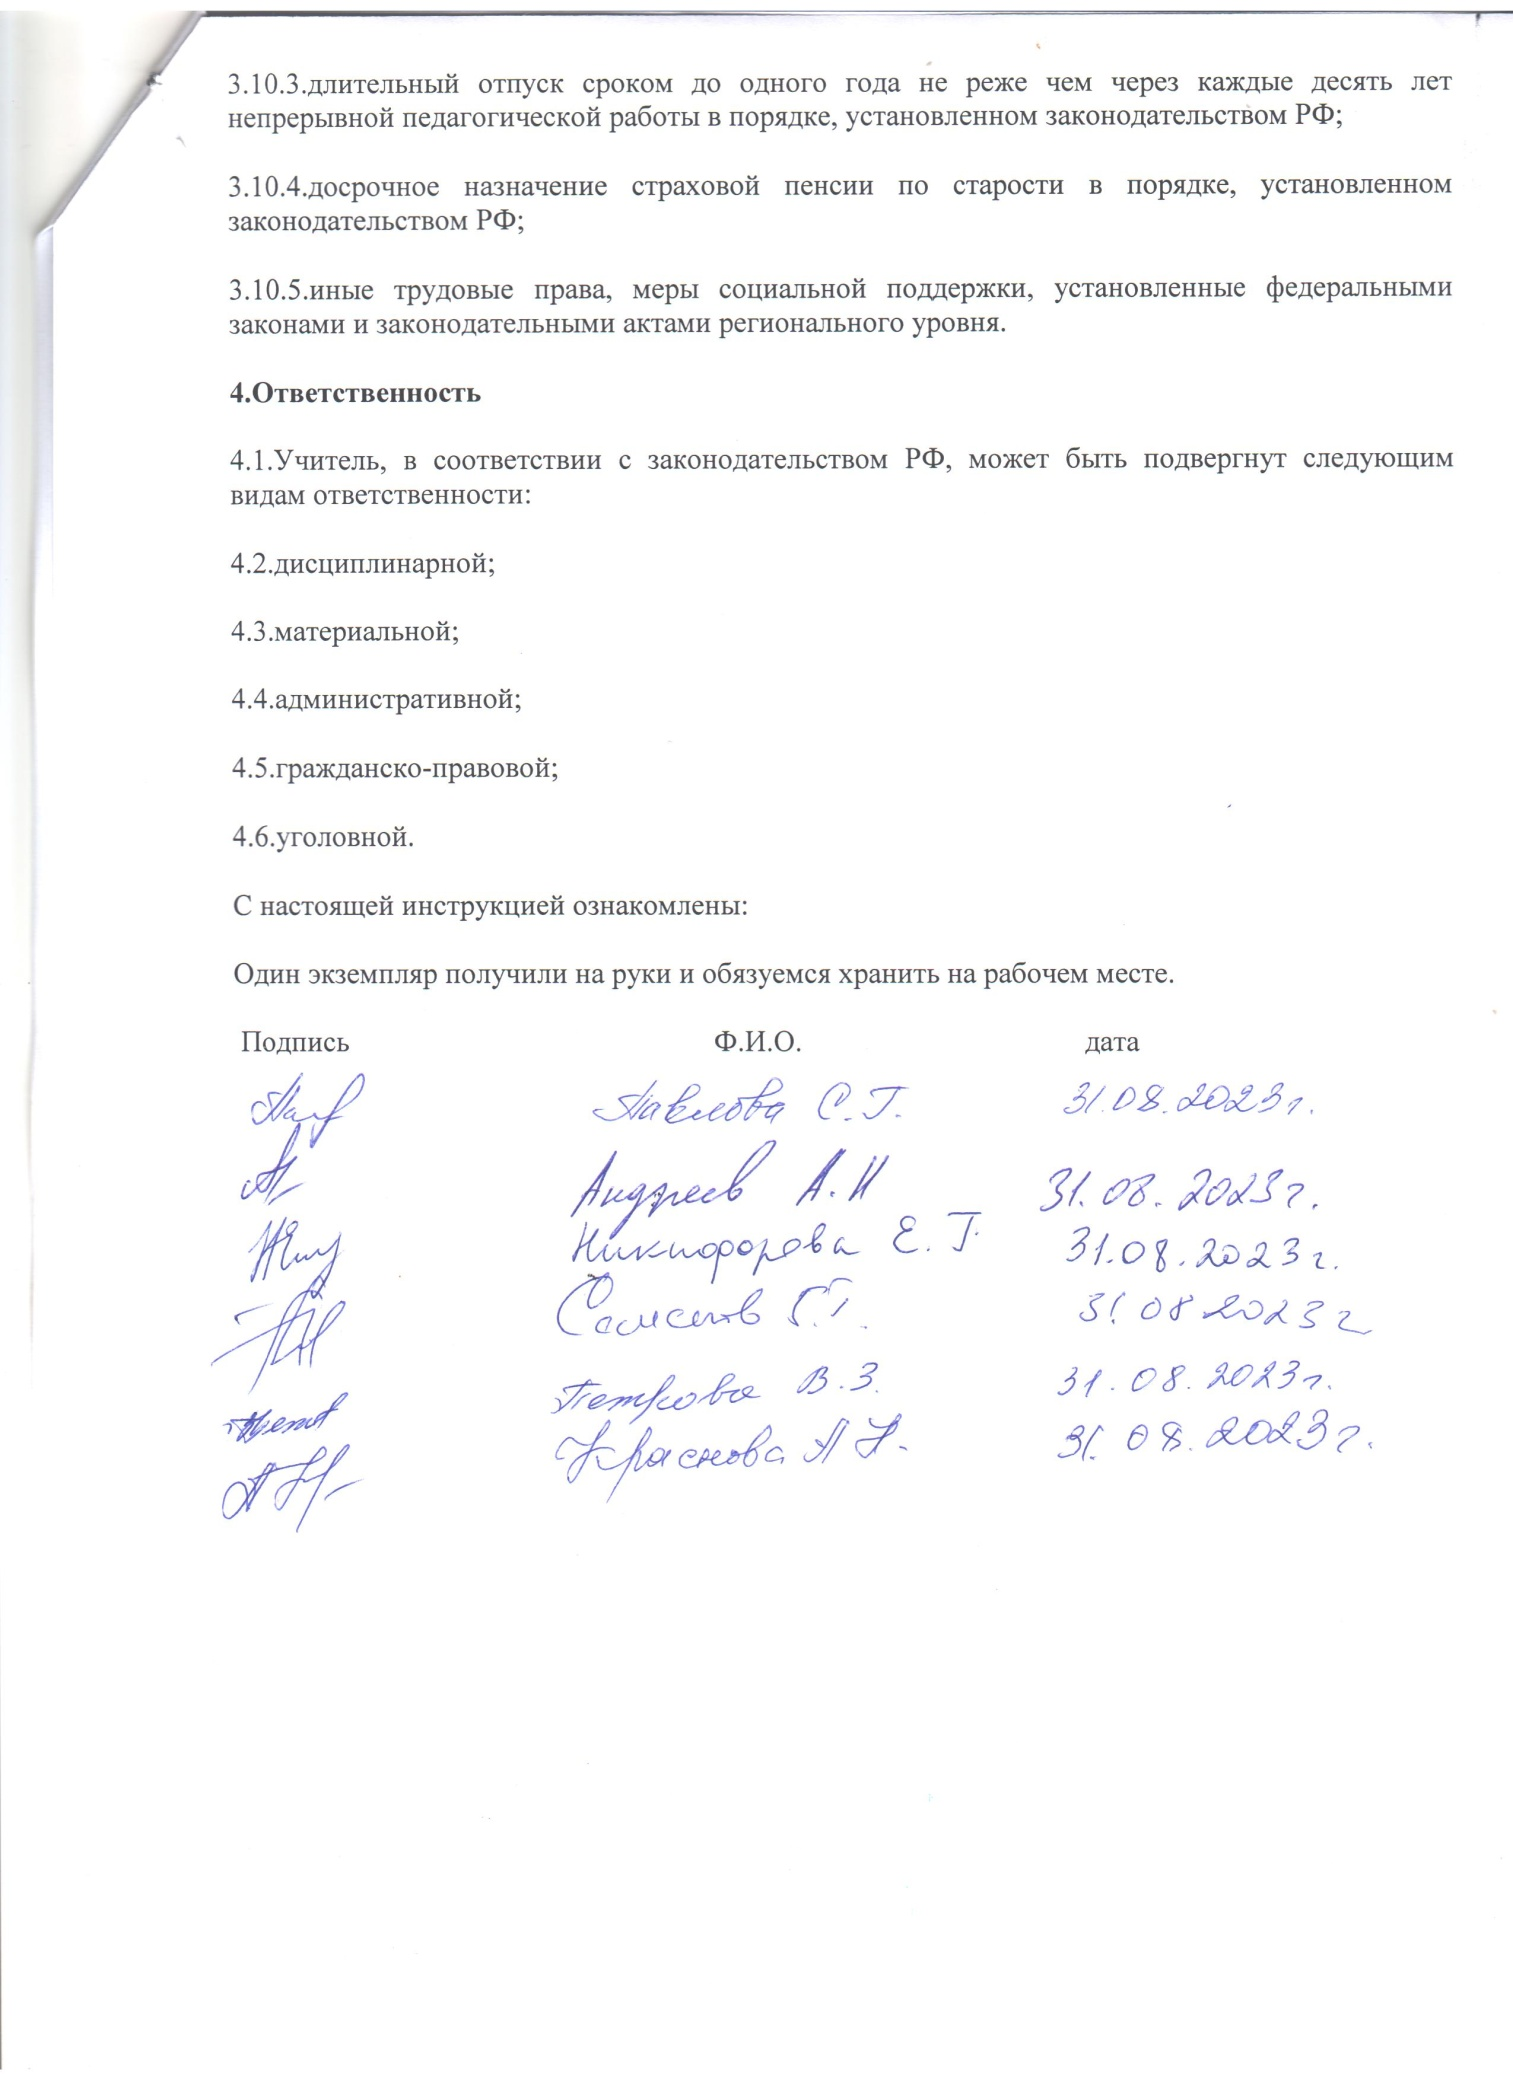 3.10.3.длительный отпуск сроком до одного года не реже чем через каждые десять лет
непрерывной педагогической работы в порядке, установленном законодательством РФ;
3.10.4.досрочное назначение страховой пенсии по старости в порядке, установленном
законодательством РФ;
3.10.5.иные трудовые права, меры социальной поддержки, установленные федеральными
законами и законодательными актами регионального уровня.
4.Ответственность
4.1.Учитель, в соответствии с законодательством РФ, может быть подвергнут следующим
видам ответственности:
4.2.дисциплинарной;
4.3.материальной;
4.4.административной;
4.5.гражданско-правовой;
4.6.уголовной.
С настоящей инструкцией ознакомлены:
Один экземпляр получили на руки и обязуемся хранить на рабочем месте.
Подпись Ф.И.О. дата
Павлова С.Г. 31.08.2023г.
Андреев А.И 31.08.2023г.
Никифорова Е.Г. 31.08.2023г.
31.08 2023г
Петрова В.З. 31.08.2023г.
Краснова А Н. 31.08.2023г.